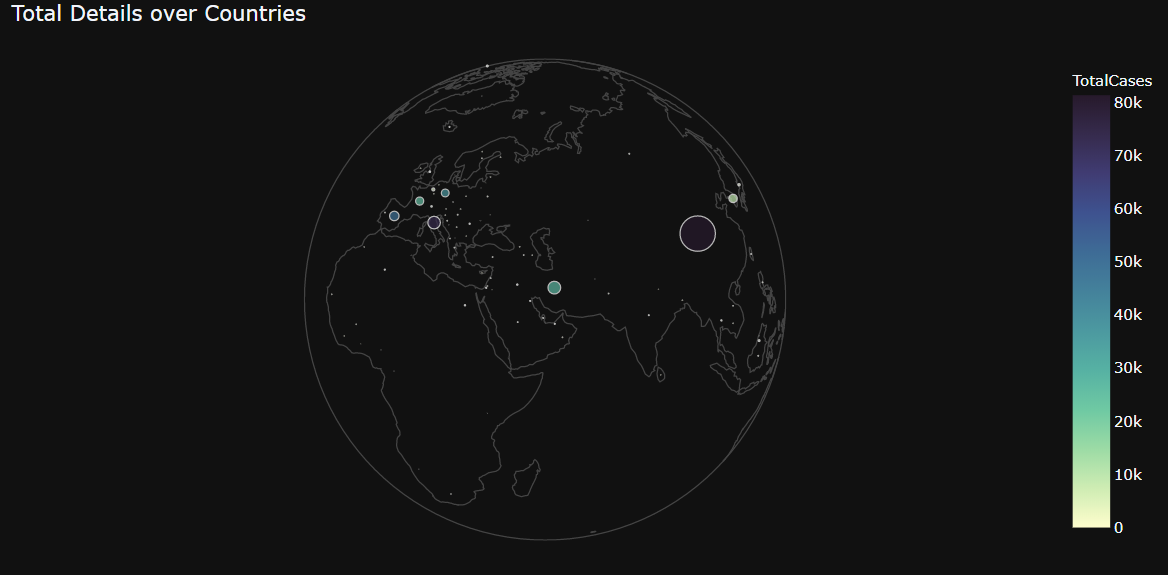 Total Details over Countries
TotalCases
80k
70k
60k
50k
40k
30k
20k
10k
0